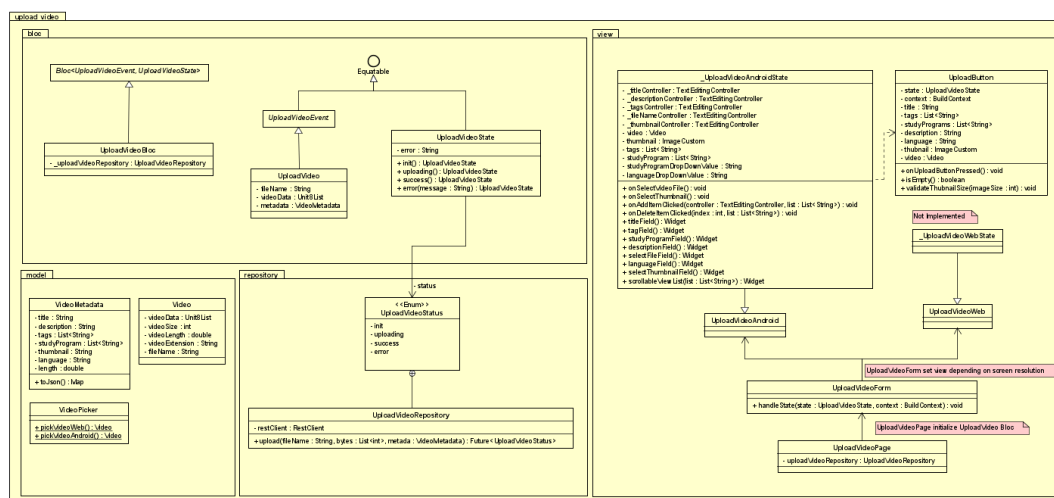 upload video
bloc
Bloc<UploadVideoEvent, UploadVideoState>
Equatable
UploadVideoEvent
UploadVideoBloc
- _uploadVideoRepository : UploadVideoRepository
UploadVideo
- fileName : String
- videoData : Unit8List
- metadata : VideoMetadata
UploadVideoState
- error : String
+ init() : UploadVideoState
+ uploading() : UploadVideoState
+ success() : UploadVideoState
+ error(message : String) : UploadVideoState
model
VideoMetadata
- title : String
- description : String
- tags : List<String>
- studyProgram : List<String>
- thumbnail : String
- language : String
- length : double
+ toJson() : Map
Video
- videoData : Unit8List
- videoSize : int
- videoLength : double
- videoExtension : String
- fileName : String
VideoPicker
+ pickVideoWeb() : Video
+ pickVideoAndroid() : Video
repository
- status
<<Enum>>
UploadVideoStatus
- init
- uploading
- success
- error
UploadVideoRepository
- restClient : RestClient
+ upload(fileName : String, bytes : List<int>, metada : VideoMetadata) : Future<UploadVideoStatus>
view
_UploadVideoAndroidState
- _titleController : TextEditingController
- _descriptionController : TextEditingController
- _tagsController : TextEditingController
- _fileNameController : TextEditingController
- _thumbnailController : TextEditingController
- video : Video
- thumbnail : ImageCustom
- tags : List<String>
- studyProgram : List<String>
- studyProgramDropDownValue : String
- languageDropDownValue : String
+ onSelectVideoFile() : void
+ onSelectThumbnail() : void
+ onAddItemClicked(controller : TextEditingController, list : List<String>) : void
+ onDeleteItemClicked(index : int, list : List<String>) : void
+ titleField() : Widget
+ tagField() : Widget
+ studyProgramField() : Widget
+ descriptionField() : Widget
+ selectFileField() : Widget
+ languageField() : Widget
+ selectThumbnailField() : Widget
+ scrollableViewList(list : List<String>) : Widget
UploadButton
- state : UploadVideoState
- context : BuildContext
- title : String
- tags : List<String>
- studyPrograms : List<String>
- description : String
- language : String
- thubnail : ImageCustom
- video : Video
+ onUploadButtonPressed() : void
+ isEmpty() : boolean
+ validateThubnailSize(imageSize : int) : void
Not Implemented
_UploadVideoWebState
UploadVideoAndroid
UploadVideoWeb
UploadVideoForm set view depending on screen resolution
UploadVideoForm
+ handleState(state : UploadVideoState, context : BuildContext) : void
UploadVideoPage initialize UploadVideo Bloc
UploadVideoPage
- uploadVideoRepository : UploadVideoRepository